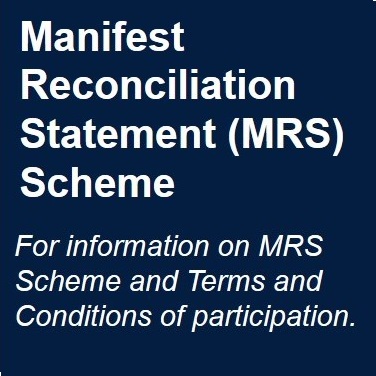 Manifest
Reconciliation
Statement (MRS)
Scheme
For information on MRS
Scheme and Terms and
Conditions of participation.